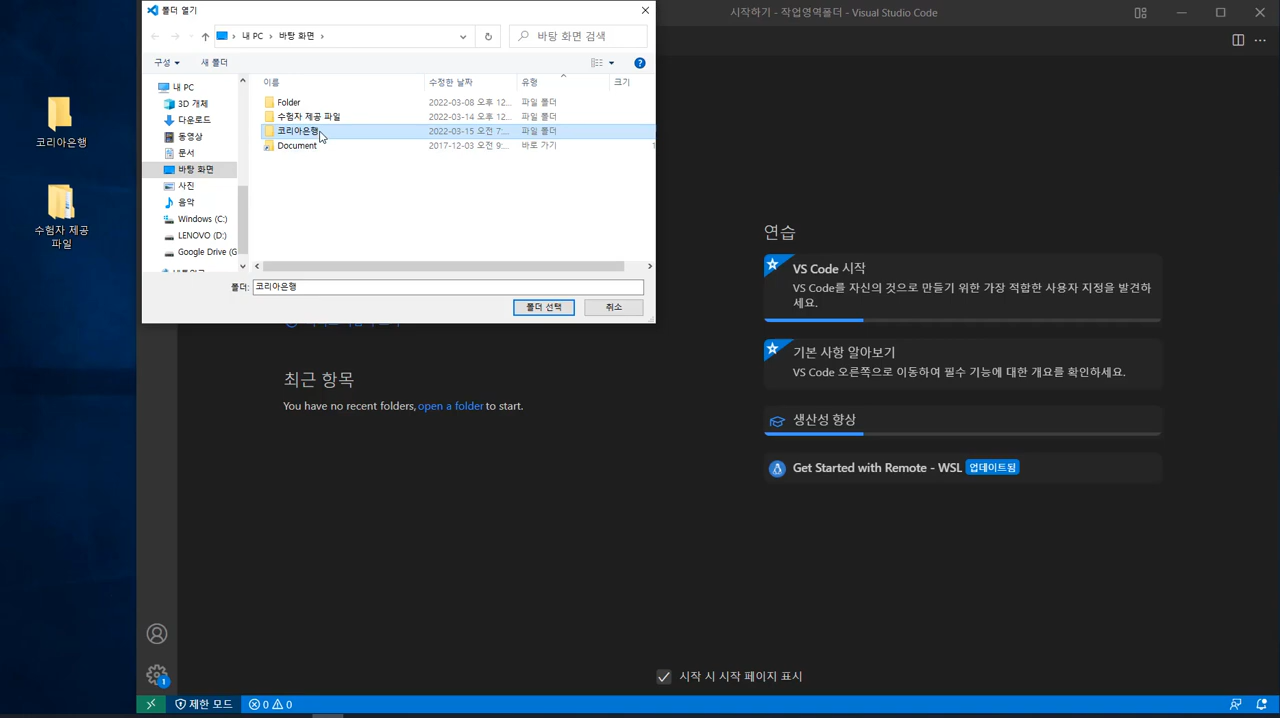 폴더 열기
시작하기 - 작업영역폴더 - Visual Studio Code
내 PC
바탕 화면
바탕 화면 검색
구성
새 폴더
이름
수정한 날짜
유형
크기
내 PC
3D 개체
다운로드
동영상
문서
바탕 화면
사진
음악
Windows (C:)
LENOVO (D:)
Google Drive (G
Folder 2022-03-08 오후 12... 파일 폴더
수험자 제공 파일 2022-03-14 오후 12... 파일 폴더
코리아은행 2022-03-15 오전 7:... 파일 폴더
Document 2017-12-03 오전 9:... 바로 가기 1
폴더: 코리아은행
폴더 선택
취소
코리아은행
수험자 제공
파일
최근 항목
You have no recent folders, open a folder to start.
연습
VS Code 시작
VS Code를 자신의 것으로 만들기 위한 가장 적합한 사용자 지정을 발견하
세요.
기본 사항 알아보기
VS Code 오른쪽으로 이동하여 필수 기능에 대한 개요를 확인하세요.
생산성 향상
Get Started with Remote - WSL 업데이트됨
시작 시 시작 페이지 표시
1
제한 모드
0
0